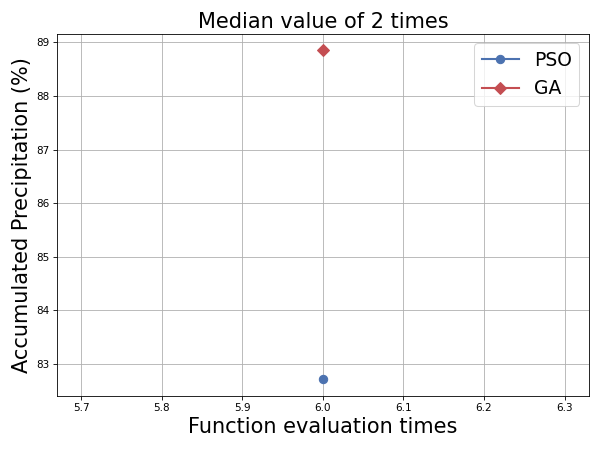 Median value of 2 times
Accumulated Precipitation (%)
89
88
87
86
85
84
83
PSO
GA
5.7 5.8 5.9 6.0 6.1 6.2 6.3
Function evaluation times